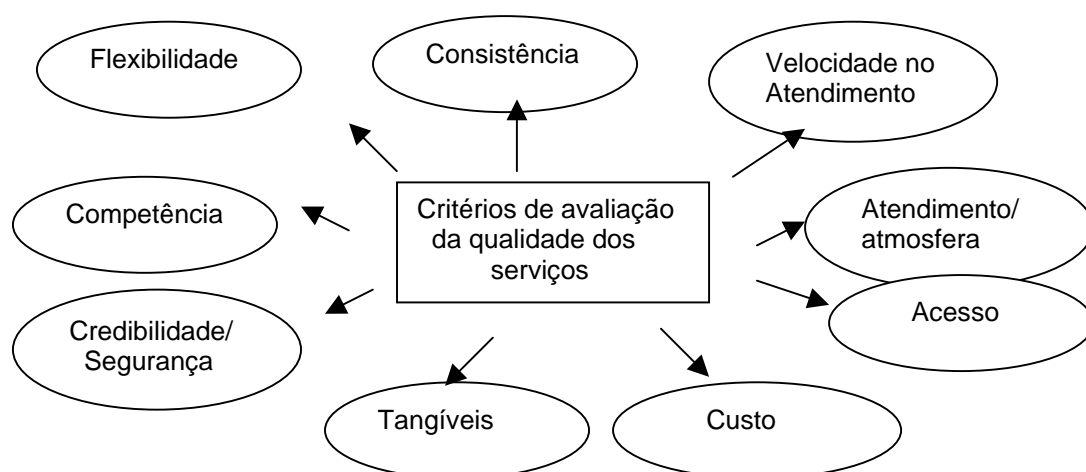 Flexibilidade
Consistência
Velocidade no
Atendimento
Competência
Critérios de avaliação
da qualidade dos
serviços
Atendimento/
atmosfera
Credibilidade/
Segurança
Acesso
Tangíveis
Custo